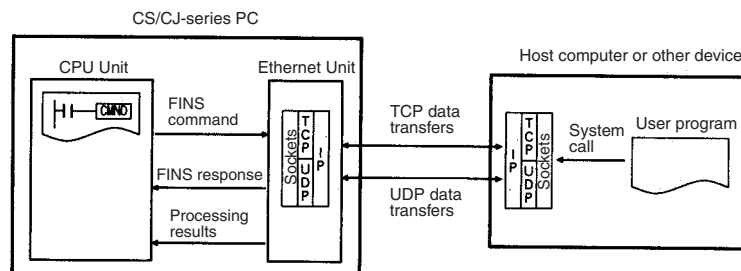 CS/CJ-series PC
CPU Unit
Ethernet Unit
CMND
FINS
command
FINS response
Processing
results
Sockets
TCP
UDP
IP
TCP data
transfers
UDP data
transfers
Host computer or other device
IP
TCP
UDP
Sockets
System
call
User program